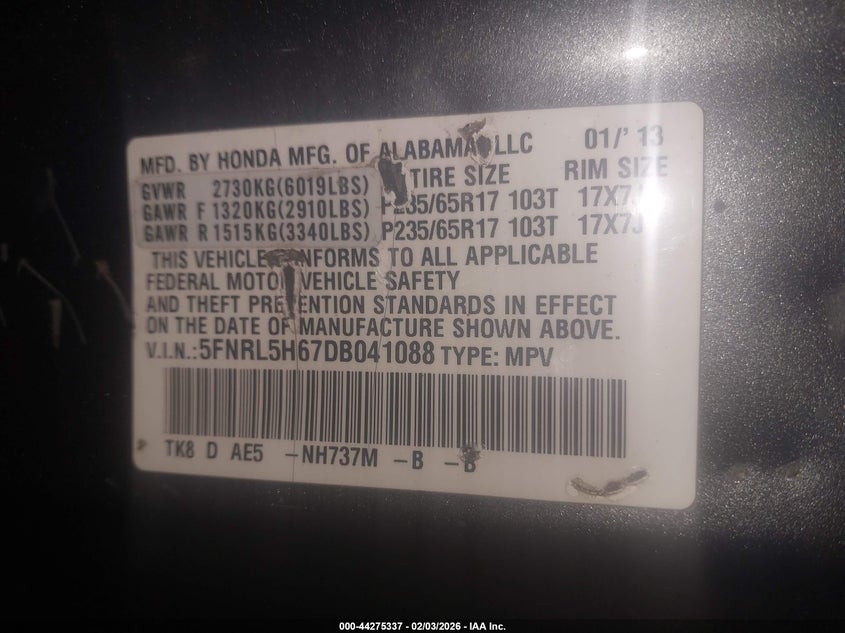 MFD. BY HONDA MFG. OF ALABAMA LLC 01/'13
GVWR 2730KG(6019LBS) TIRE SIZE RIM SIZE
GAWR F 1320KG(2910LBS) P235/65R17 103T 17X7J
GAWR R 1515KG(3340LBS) P235/65R17 103T 17X7J
THIS VEHICLE CONFORMS TO ALL APPLICABLE
FEDERAL MOTOR VEHICLE SAFETY
AND THEFT PREVENTION STANDARDS IN EFFECT
ON THE DATE OF MANUFACTURE SHOWN ABOVE.
V.I.N.:5FNRL5H67DB041088 TYPE: MPV
TK8 D AE5 -NH737M -B -B
000-44275337 - 02/03/2026 - IAA Inc.